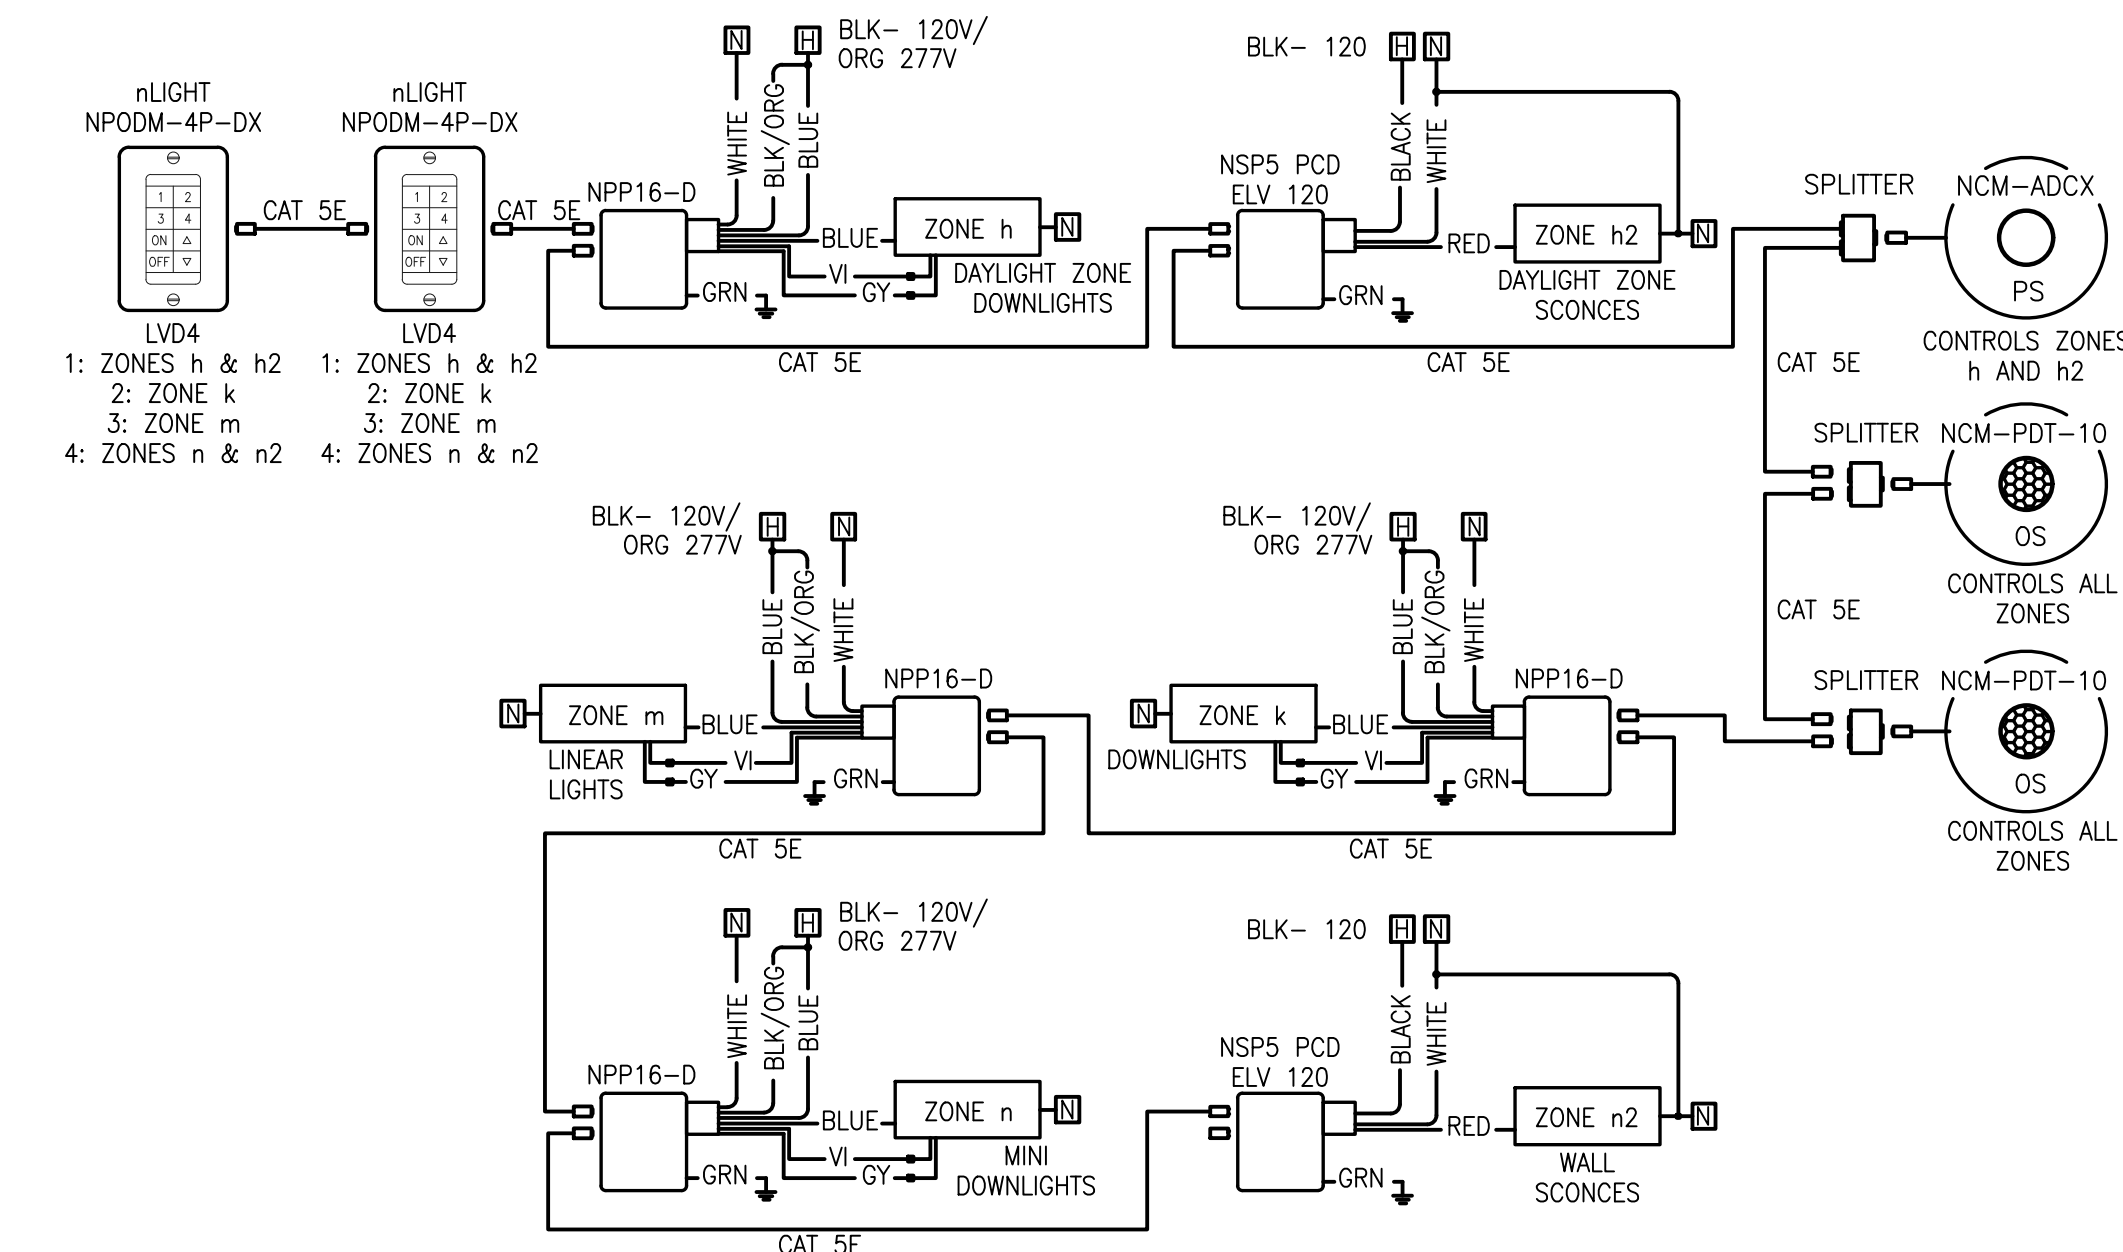 nLIGHT
NPODM-4P-DX
1 2
3 4
ON
OFF
LVD4
1: ZONES h & h2
2: ZONE k
3: ZONE m
4: ZONES n & n2
CAT 5E
nLIGHT
NPODM-4P-DX
1 2
3 4
ON
OFF
LVD4
1: ZONES h & h2
2: ZONE k
3: ZONE m
4: ZONES n & n2
CAT 5E
N
H
BLK- 120V/
ORG 277V
WHITE
BLK/ORG
BLUE
NPP16-D
BLUE
ZONE h
N
VI
GY
GRN
DAYLIGHT ZONE
DOWNLIGHTS
CAT 5E
BLK- 120
H
N
BLACK
WHITE
NSP5 PCD
ELV 120
RED
ZONE h2
N
GRN
DAYLIGHT ZONE
SCONCES
CAT 5E
SPLITTER
NCM-ADCX
PS
CONTROLS ZONES
h AND h2
CAT 5E
SPLITTER
NCM-PDT-10
OS
CONTROLS ALL
ZONES
CAT 5E
SPLITTER
NCM-PDT-10
OS
CONTROLS ALL
ZONES
BLK- 120V/
ORG 277V
H
N
BLUE
BLK/ORG
WHITE
NPP16-D
N
ZONE m
BLUE
VI
GY
GRN
LINEAR
LIGHTS
CAT 5E
BLK- 120V/
ORG 277V
H
N
BLUE
BLK/ORG
WHITE
NPP16-D
N
ZONE k
BLUE
VI
GY
GRN
DOWNLIGHTS
CAT 5E
N
H
BLK- 120V/
ORG 277V
WHITE
BLK/ORG
BLUE
NPP16-D
BLUE
ZONE n
N
VI
GY
GRN
MINI
DOWNLIGHTS
CAT 5E
BLK- 120
H
N
BLACK
WHITE
NSP5 PCD
ELV 120
RED
ZONE n2
N
GRN
WALL
SCONCES